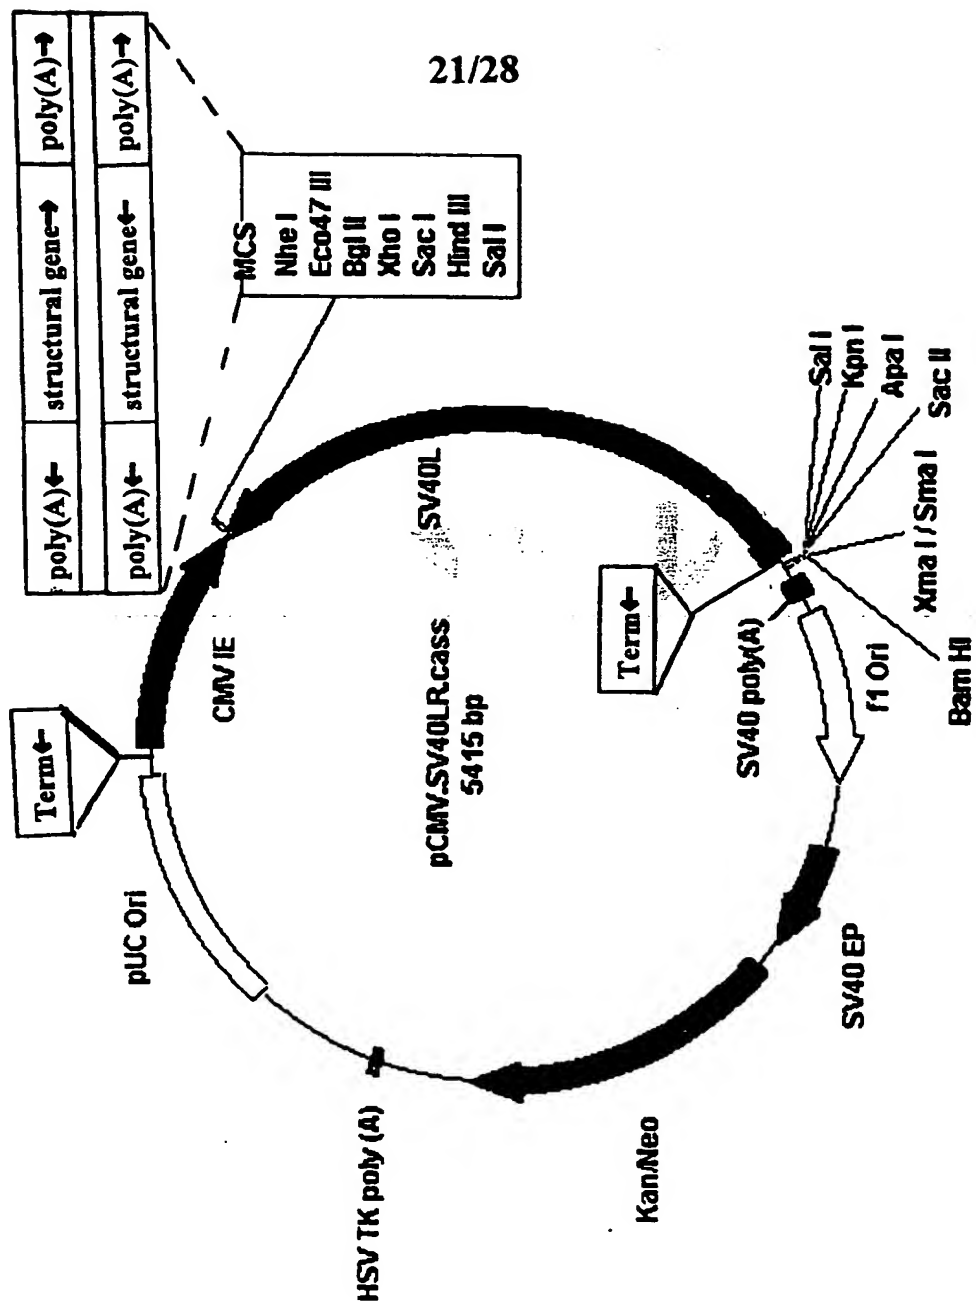 21/28
poly(A)← structural gene→ poly(A)→
poly(A)← structural gene← poly(A)→
MCS
Nhe I
Eco47 III
Bgl II
Xho I
Sac I
Hind III
Sal I
Term←
CMV IE
pUC Ori
SV40L
pCMV.SV40LR.cass
5415 bp
Term←
HSV TK poly (A)
SV40 poly(A)
f1 Ori
Kan/Neo
SV40 EP
Sal I
Kpn I
Apa I
Sac II
Xma I / Sma I
Bam HI